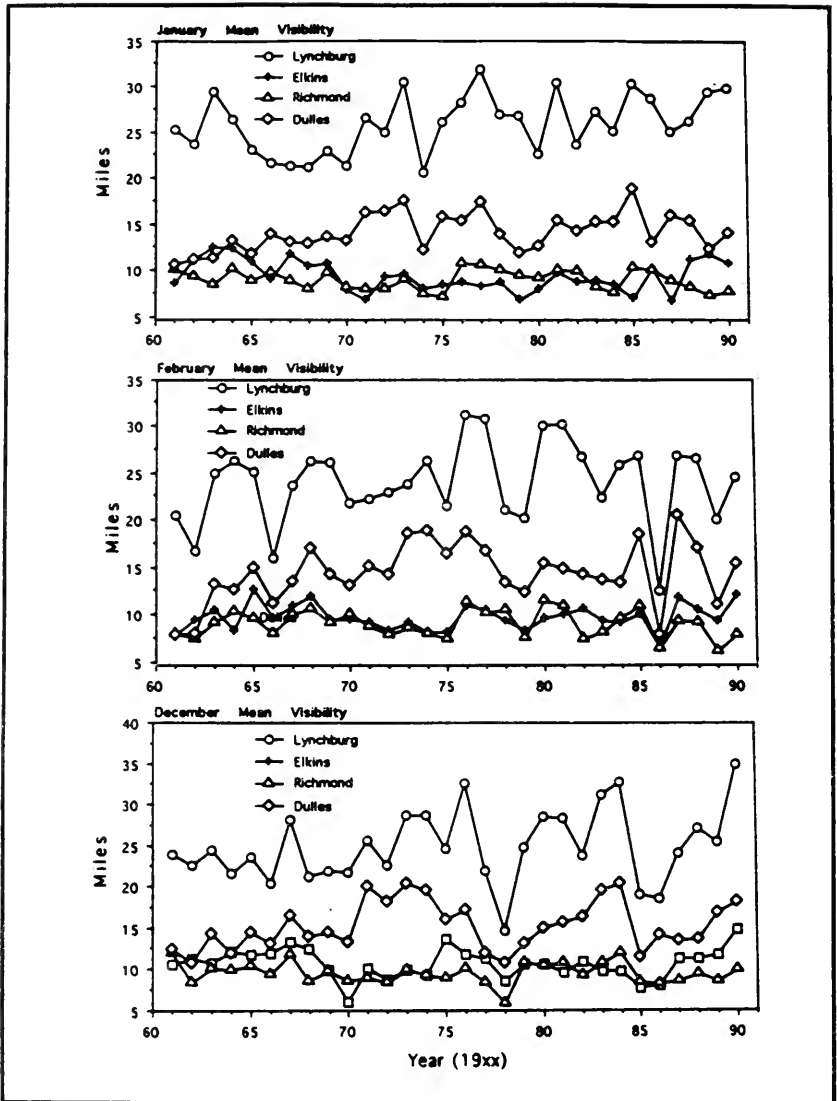 January Mean Visibility
35
30
25
20
15
10
5
Miles
Lynchburg
Elkins
Richmond
Dulles
60 65 70 75 80 85 90
February Mean Visibility
35
30
25
20
15
10
5
Miles
Lynchburg
Elkins
Richmond
Dulles
60 65 70 75 80 85 90
December Mean Visibility
40
35
30
25
20
15
10
5
Miles
Lynchburg
Elkins
Richmond
Dulles
60 65 70 75 80 85 90
Year (19xx)